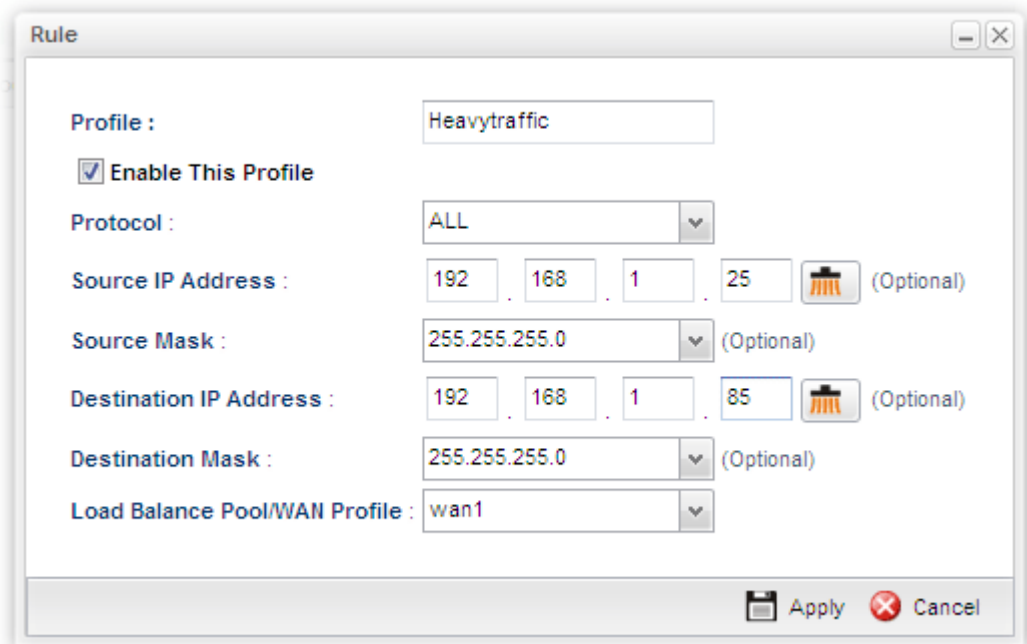 Rule
Profile : Heavytraffic
Enable This Profile
Protocol : ALL
Source IP Address : 192 . 168 . 1 . 25 (Optional)
Source Mask : 255.255.255.0 (Optional)
Destination IP Address : 192 . 168 . 1 . 85 (Optional)
Destination Mask : 255.255.255.0 (Optional)
Load Balance Pool/WAN Profile : wan1
Apply Cancel